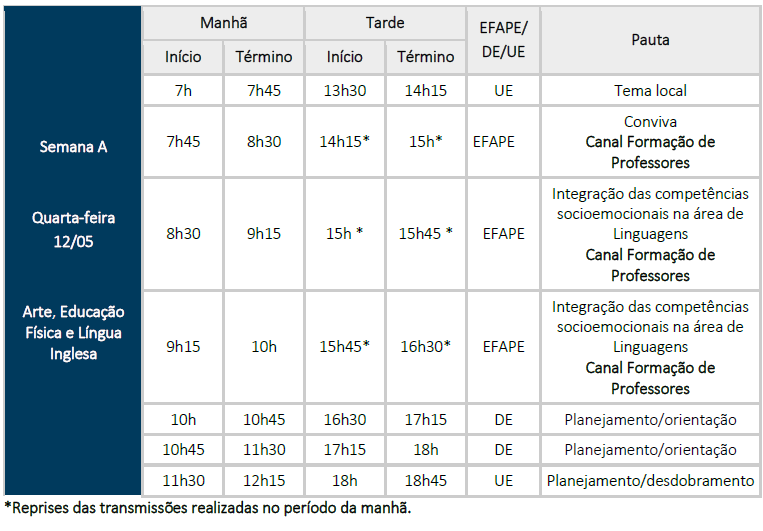 Manhã Tarde EFAPE/
DE/UE Pauta
Início Término Início Término
Semana A
Quarta-feira
12/05
Arte, Educação
Física e Língua
Inglesa
7h 7h45 13h30 14h15 UE Tema local
7h45 8h30 14h15* 15h* EFAPE Conviva
Canal Formação de
Professores
8h30 9h15 15h * 15h45 * EFAPE Integração das competências
socioemocionais na área de
Linguagens
Canal Formação de
Professores
9h15 10h 15h45* 16h30* EFAPE Integração das competências
socioemocionais na área de
Linguagens
Canal Formação de
Professores
10h 10h45 16h30 17h15 DE Planejamento/orientação
10h45 11h30 17h15 18h DE Planejamento/orientação
11h30 12h15 18h 18h45 UE Planejamento/desdobramento
*Reprises das transmissões realizadas no período da manhã.